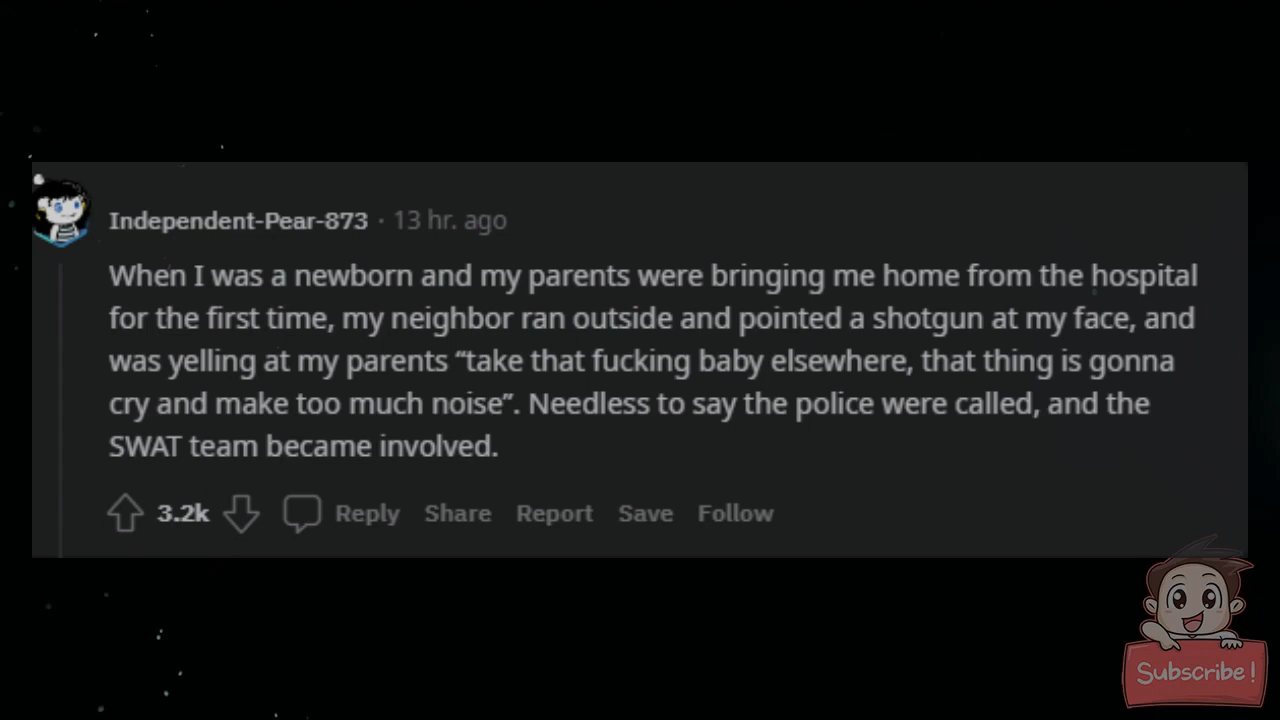 Independent-Pear-873 · 13 hr. ago
When I was a newborn and my parents were bringing me home from the hospital
for the first time, my neighbor ran outside and pointed a shotgun at my face, and
was yelling at my parents “take that fucking baby elsewhere, that thing is gonna
cry and make too much noise”. Needless to say the police were called, and the
SWAT team became involved.
3.2k Reply Share Report Save Follow
Subscribe!